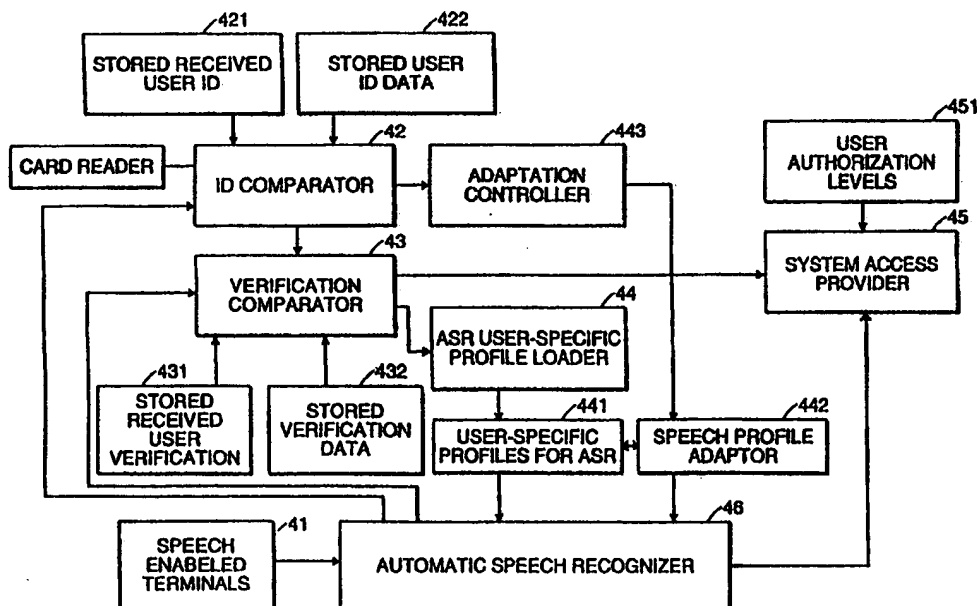 421
STORED RECEIVED
USER ID
422
STORED USER
ID DATA
451
USER
AUTHORIZATION
LEVELS
CARD READER
42
ID COMPARATOR
443
ADAPTATION
CONTROLLER
45
SYSTEM ACCESS
PROVIDER
43
VERIFICATION
COMPARATOR
44
ASR USER-SPECIFIC
PROFILE LOADER
431
STORED
RECEIVED
USER
VERIFICATION
432
STORED
VERIFICATION
DATA
441
USER-SPECIFIC
PROFILES FOR ASR
442
SPEECH PROFILE
ADAPTOR
41
SPEECH
ENABELED
TERMINALS
46
AUTOMATIC SPEECH RECOGNIZER